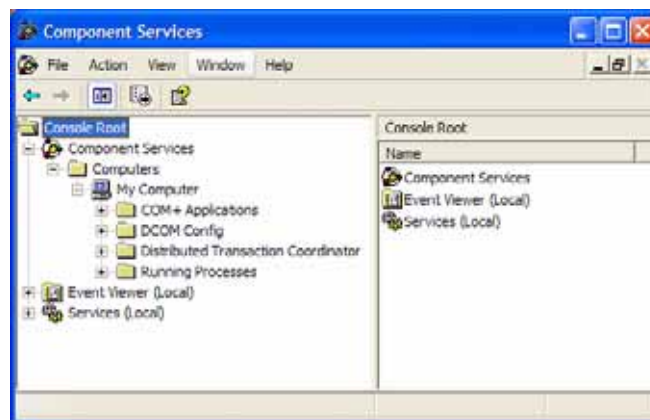 Component Services
File Action View Window Help
Console Root
Component Services
Computers
My Computer
COM+ Applications
DCOM Config
Distributed Transaction Coordinator
Running Processes
Event Viewer (Local)
Services (Local)
Console Root
Name
Component Services
Event Viewer (Local)
Services (Local)